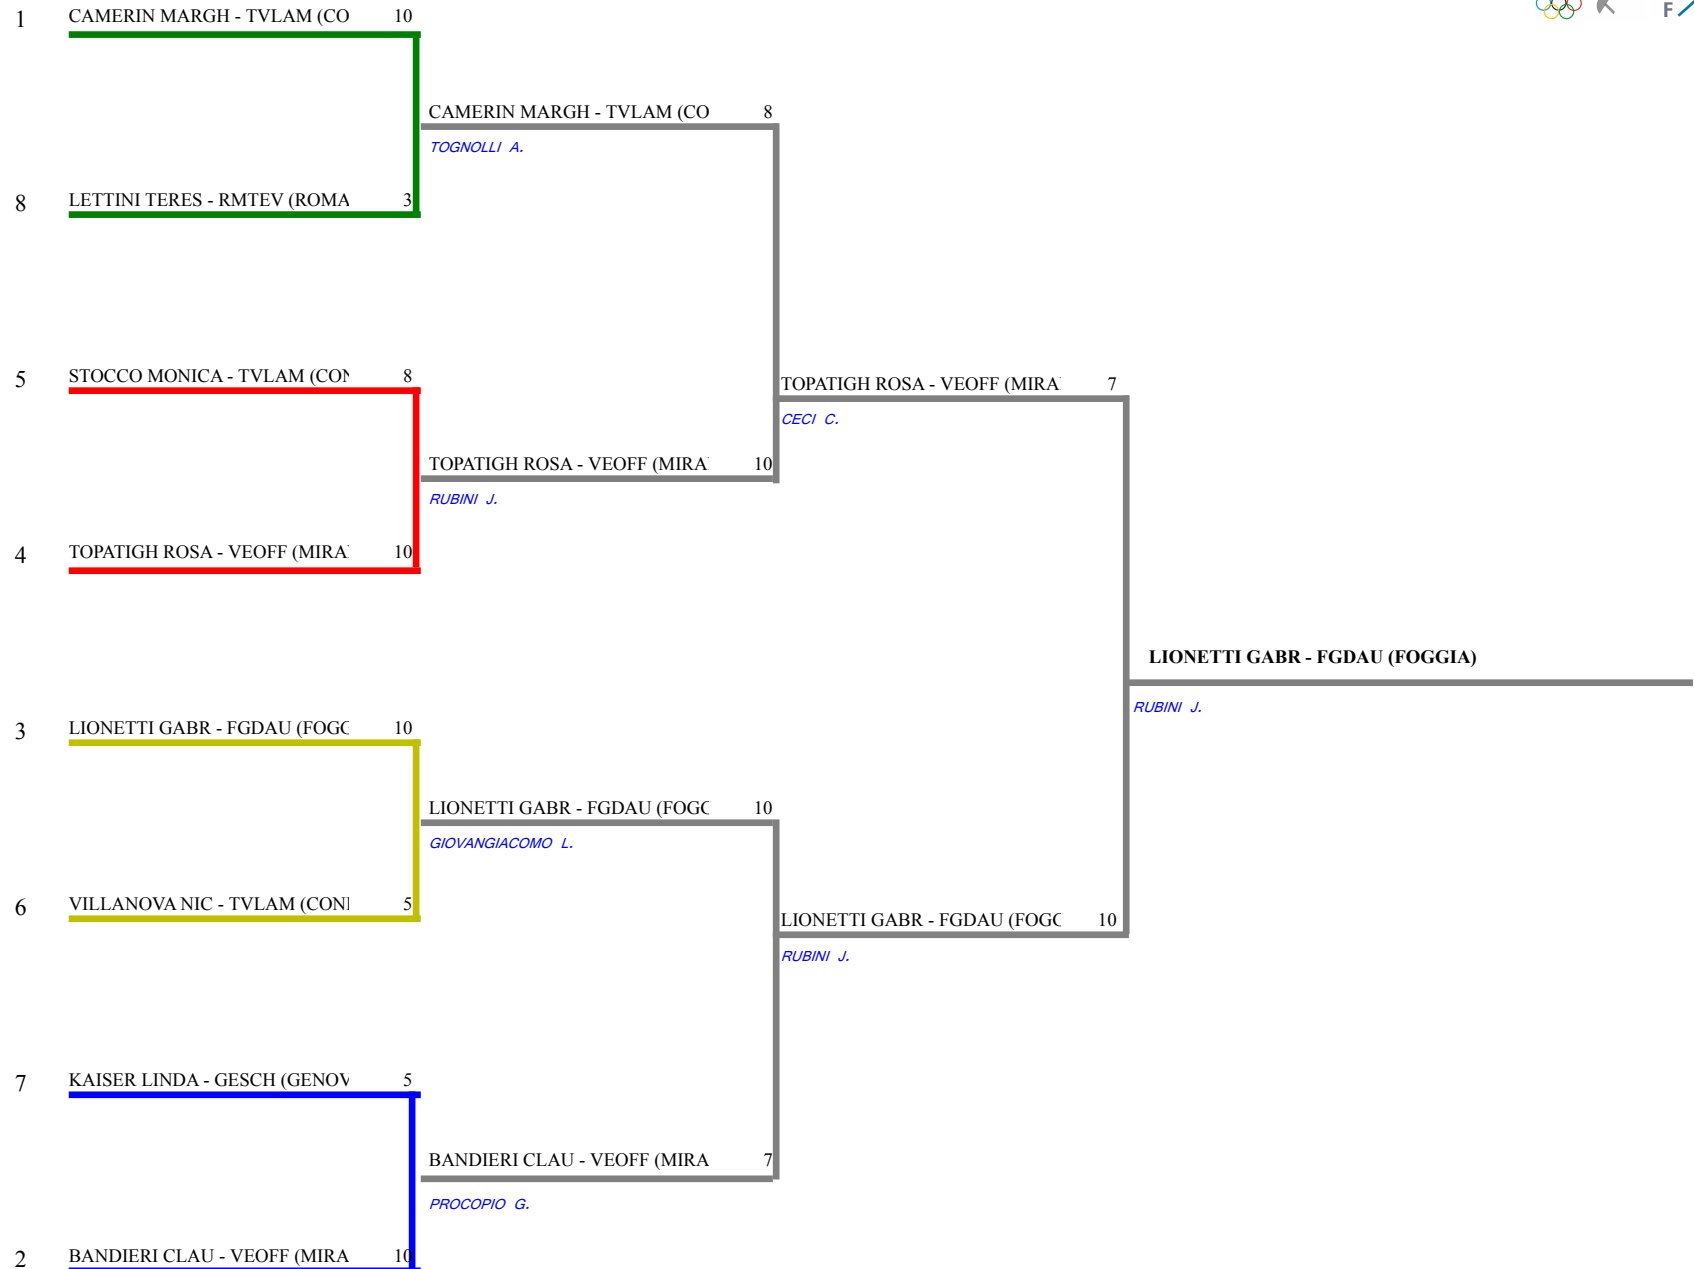 1 CAMERIN MARGH - TVLAM (CO 10
F
CAMERIN MARGH - TVLAM (CO 8
TOGNOLLI A.
8 LETTINI TERES - RMTEV (ROMA 3
5 STOCCO MONICA - TVLAM (CON 8
TOPATIGH ROSA - VEOFF (MIRA 7
CECI C.
TOPATIGH ROSA - VEOFF (MIRA 10
RUBINI J.
4 TOPATIGH ROSA - VEOFF (MIRA 10
LIONETTI GABR - FGDAU (FOGGIA)
RUBINI J.
3 LIONETTI GABR - FGDAU (FOGG 10
LIONETTI GABR - FGDAU (FOGG 10
GIOVANGIACOMO L.
6 VILLANOVA NIC - TVLAM (CON 5
LIONETTI GABR - FGDAU (FOGG 10
RUBINI J.
7 KAISER LINDA - GESCH (GENOV 5
BANDIERI CLAU - VEOFF (MIRA 7
PROCOPIO G.
2 BANDIERI CLAU - VEOFF (MIRA 10